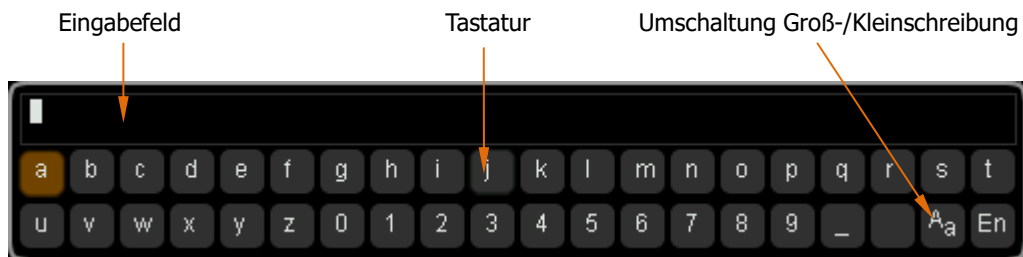 Eingabefeld Tastatur Umschaltung Groß-/Kleinschreibung
a b c d e f g h i j k l m n o p q r s t
u v w x y z 0 1 2 3 4 5 6 7 8 9 _ Aa En